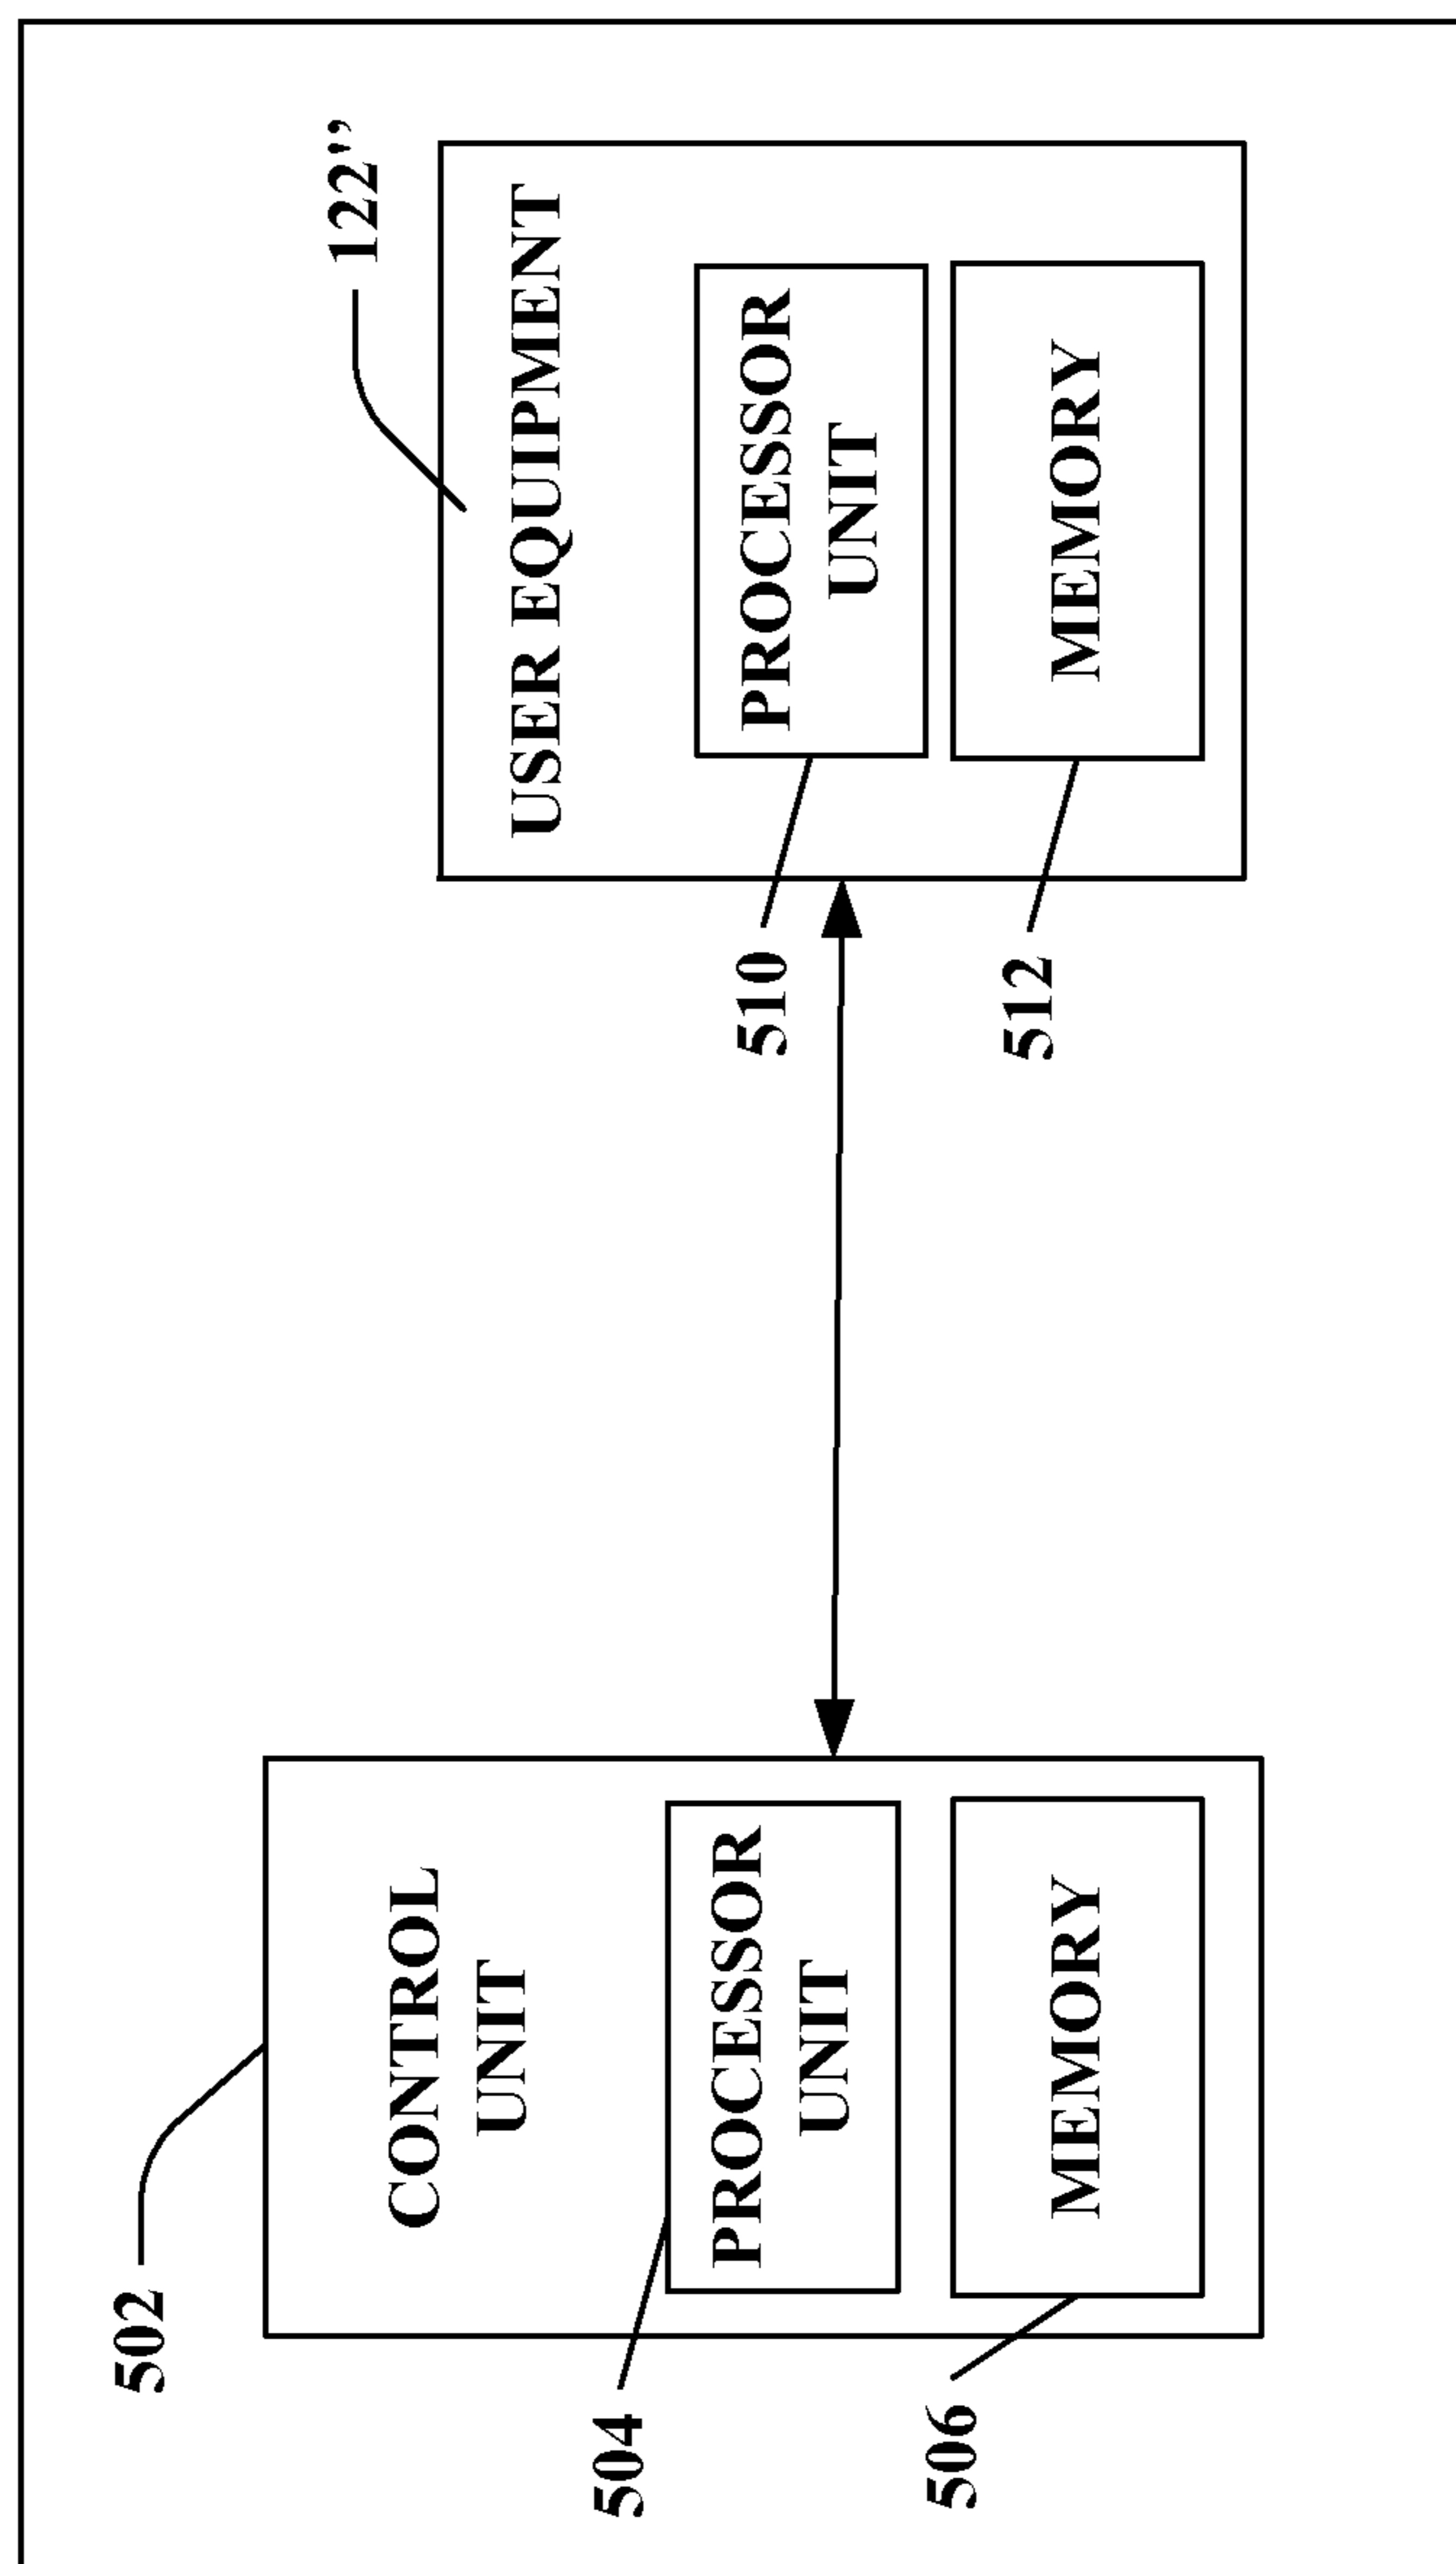 502
CONTROL
UNIT
504
PROCESSOR
UNIT
506
MEMORY
122"
USER EQUIPMENT
510
PROCESSOR
UNIT
512
MEMORY